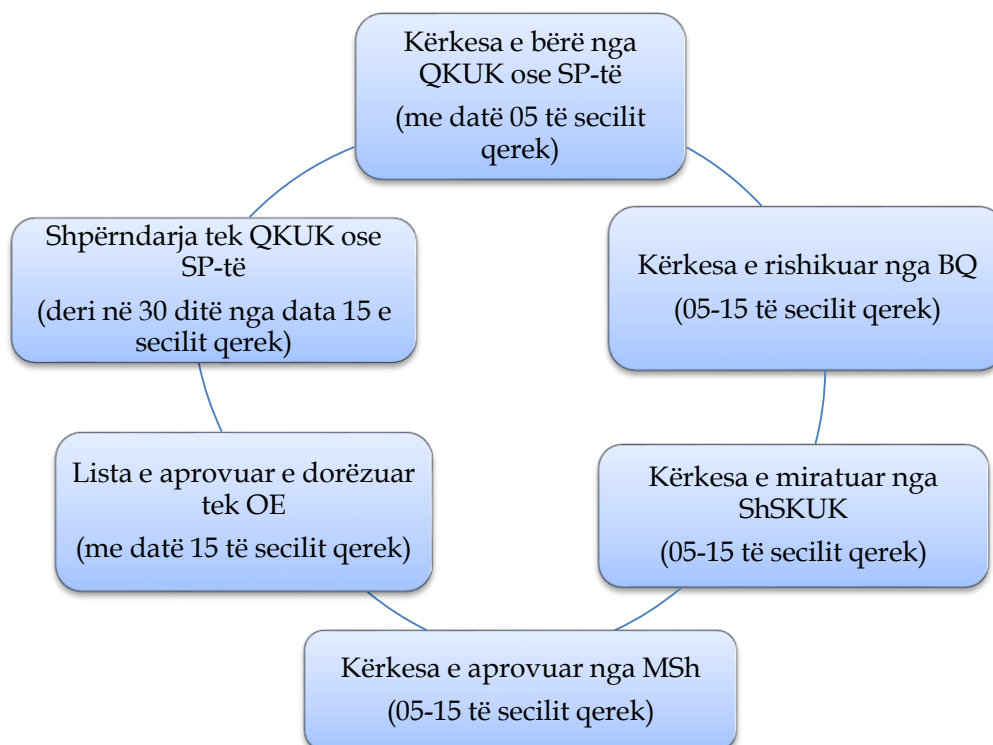 Kërkesa e bërë nga
QKUK ose SP-të
(me datë 05 të secilit
qerek)
Kërkesa e rishikuar nga BQ
(05-15 të secilit qerek)
Kërkesa e miratuar nga
ShSKUK
(05-15 të secilit qerek)
Kërkesa e aprovuar nga MSh
(05-15 të secilit qerek)
Lista e aprovuar e dorëzuar
tek OE
(me datë 15 të secilit qerek)
Shpërndarja tek QKUK ose
SP-të
(deri në 30 ditë nga data 15 e
secilit qerek)